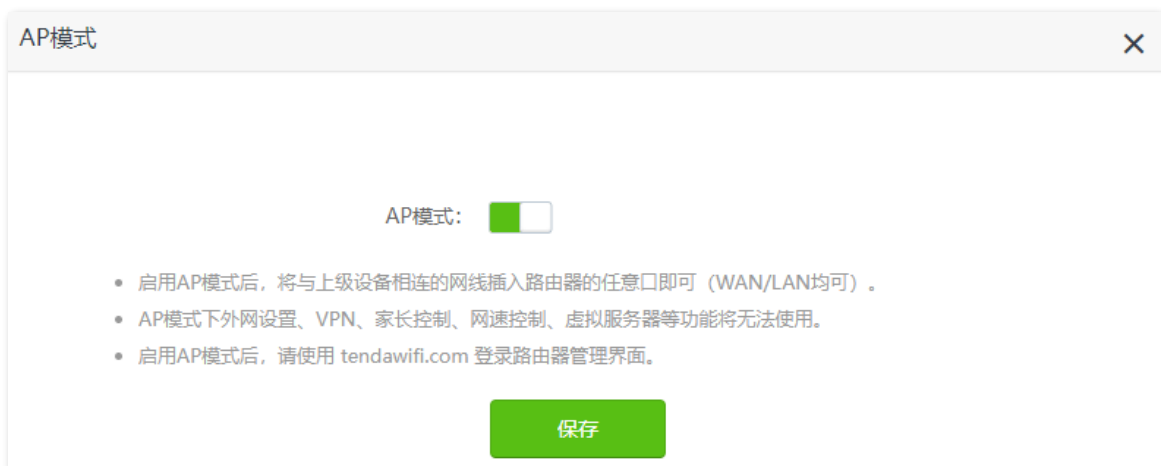 AP模式
AP模式：
启用AP模式后，将与上级设备相连的网线插入路由器的任意口即可（WAN/LAN均可）。
AP模式下外网设置、VPN、家长控制、网速控制、虚拟服务器等功能将无法使用。
启用AP模式后，请使用 tendawifi.com 登录路由器管理界面。
保存